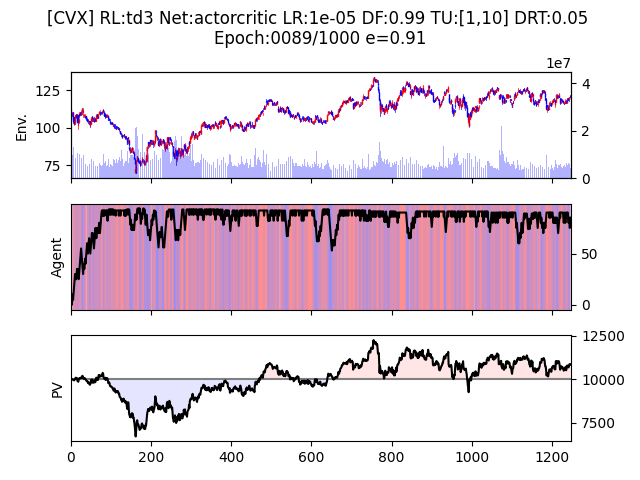 [CVX] RL:td3 Net:actorcritic LR:1e-05 DF:0.99 TU:[1,10] DRT:0.05
Epoch:0089/1000 e=0.91
1e7
125
100
75
Env.
4
2
0
Agent
50
0
PV
12500
10000
7500
0 200 400 600 800 1000 1200